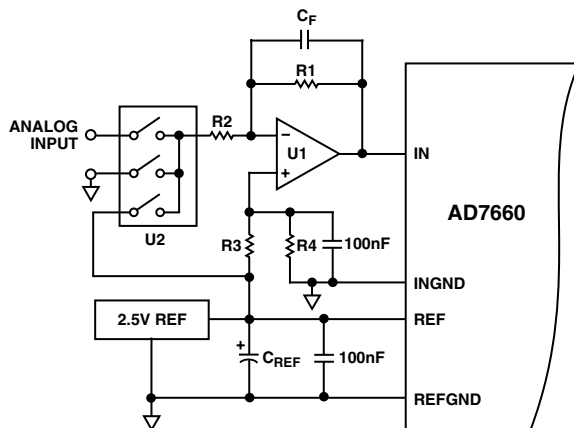 CF
R1
ANALOG
INPUT
R2
−
U1
+
IN
AD7660
U2
R3
R4
100nF
INGND
2.5V REF
REF
+
CREF
100nF
REFGND